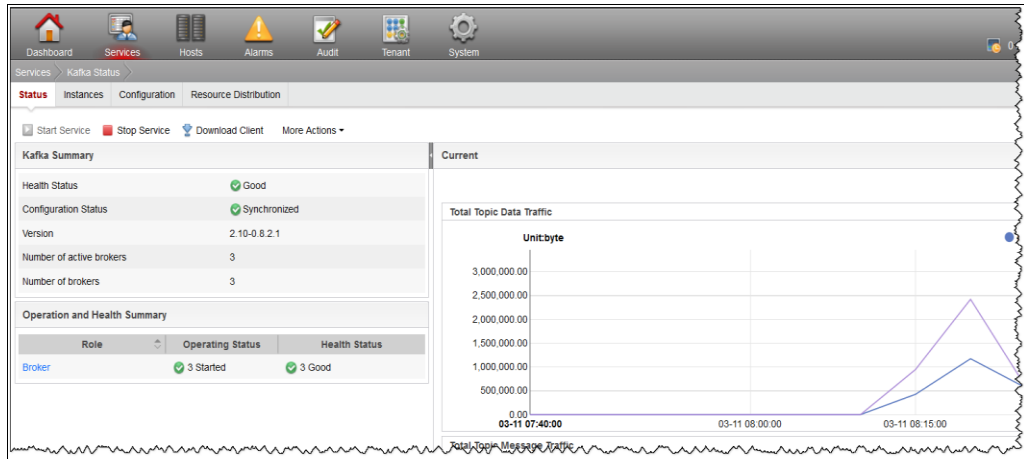 Dashboard Services Hosts Alarms Audit Tenant System
0
Services Kafka Status
Status Instances Configuration Resource Distribution
Start Service Stop Service Download Client More Actions
Kafka Summary
Health Status Good
Configuration Status Synchronized
Version 2.10-0.8.2.1
Number of active brokers 3
Number of brokers 3
Operation and Health Summary
Role Operating Status Health Status
Broker 3 Started 3 Good
Current
Total Topic Data Traffic
Unit:byte
3,000,000.00
2,500,000.00
2,000,000.00
1,500,000.00
1,000,000.00
500,000.00
0.00
03-11 07:40:00 03-11 08:00:00 03-11 08:15:00
Total Topic Message Traffic